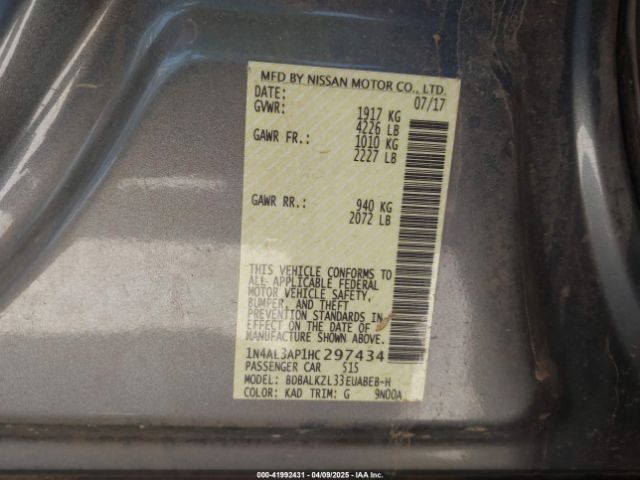 MFD.BY NISSAN MOTOR CO., LTD.
DATE: 07/17
GVWR: 1917 KG
4226 LB
GAWR FR.: 1010 KG
2227 LB
GAWR RR.: 940 KG
2072 LB
THIS VEHICLE CONFORMS TO
ALL APPLICABLE FEDERAL
MOTOR VEHICLE SAFETY,
BUMPER, AND THEFT
PREVENTION STANDARDS IN
EFFECT ON THE DATE OF
MANUFACTURE SHOWN ABOVE.
1N4AL3AP1HC297434
PASSENGER CAR 515
MODEL: BDBALKZL33EUABEB-H
COLOR: KAD TRIM: G 9N00A
000-41992431 - 04/09/2025 - IAA Inc.